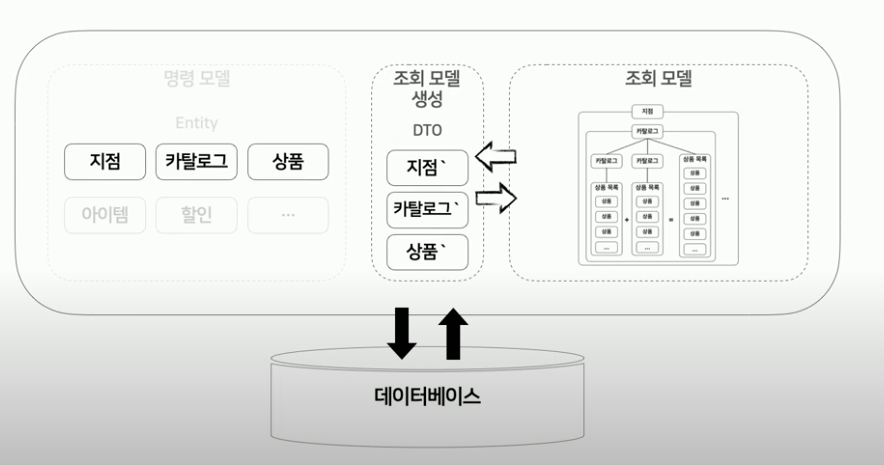 명령 모델
Entity
지점
카탈로그
상품
아이템
할인
...
조회 모델
생성
DTO
지점`
카탈로그`
상품`
조회 모델
지점
카탈로그
카탈로그
카탈로그
상품 목록
상품 목록
상품
상품
상품
...
+
상품
상품
상품
...
=
상품 목록
상품
상품
상품
상품
상품
...
...
데이터베이스